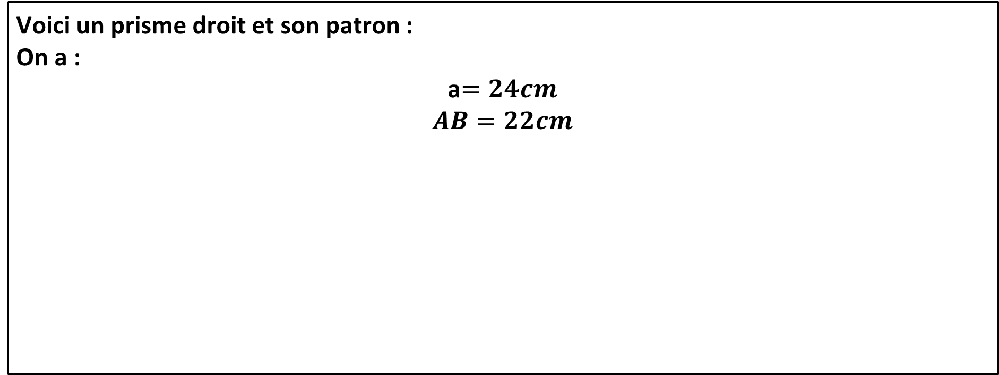 Voici un prisme droit et son patron :
On a :
a= 24cm
AB = 22cm